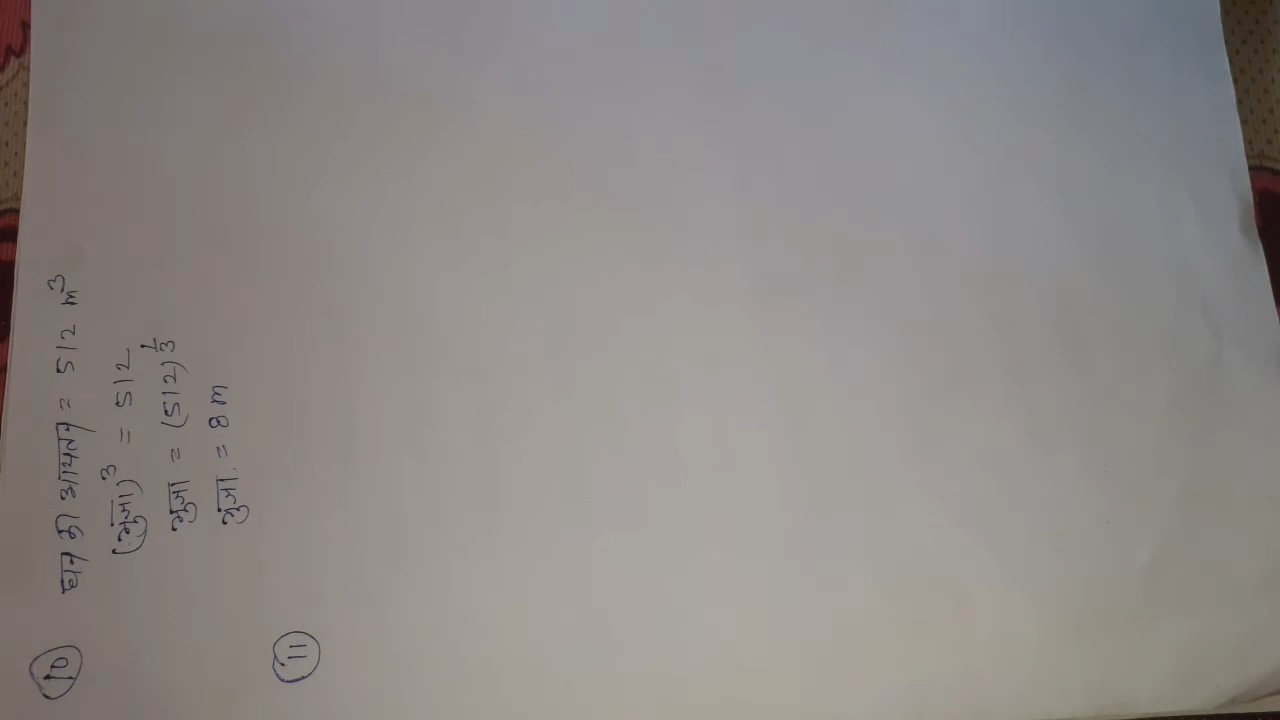 10 घन का आयतन = 512 m³
(भुजा)³ = 512
भुजा = (512)^1/3
भुजा = 8 m
11